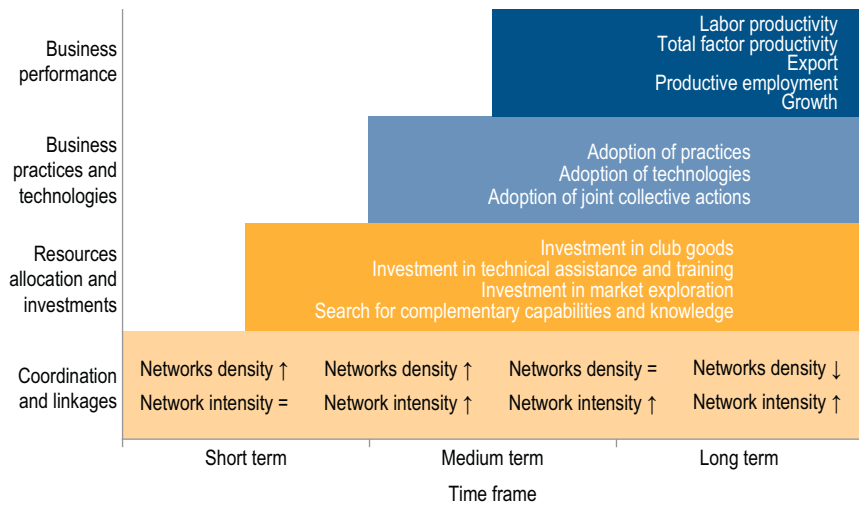 Business
performance
Labor productivity
Total factor productivity
Export
Productive employment
Growth
Business
practices and
technologies
Adoption of practices
Adoption of technologies
Adoption of joint collective actions
Resources
allocation and
investments
Investment in club goods
Investment in technical assistance and training
Investment in market exploration
Search for complementary capabilities and knowledge
Coordination
and linkages
Networks density ↑ Networks density ↑ Networks density = Networks density ↓
Network intensity = Network intensity ↑ Network intensity ↑ Network intensity ↑
Short term Medium term Long term
Time frame